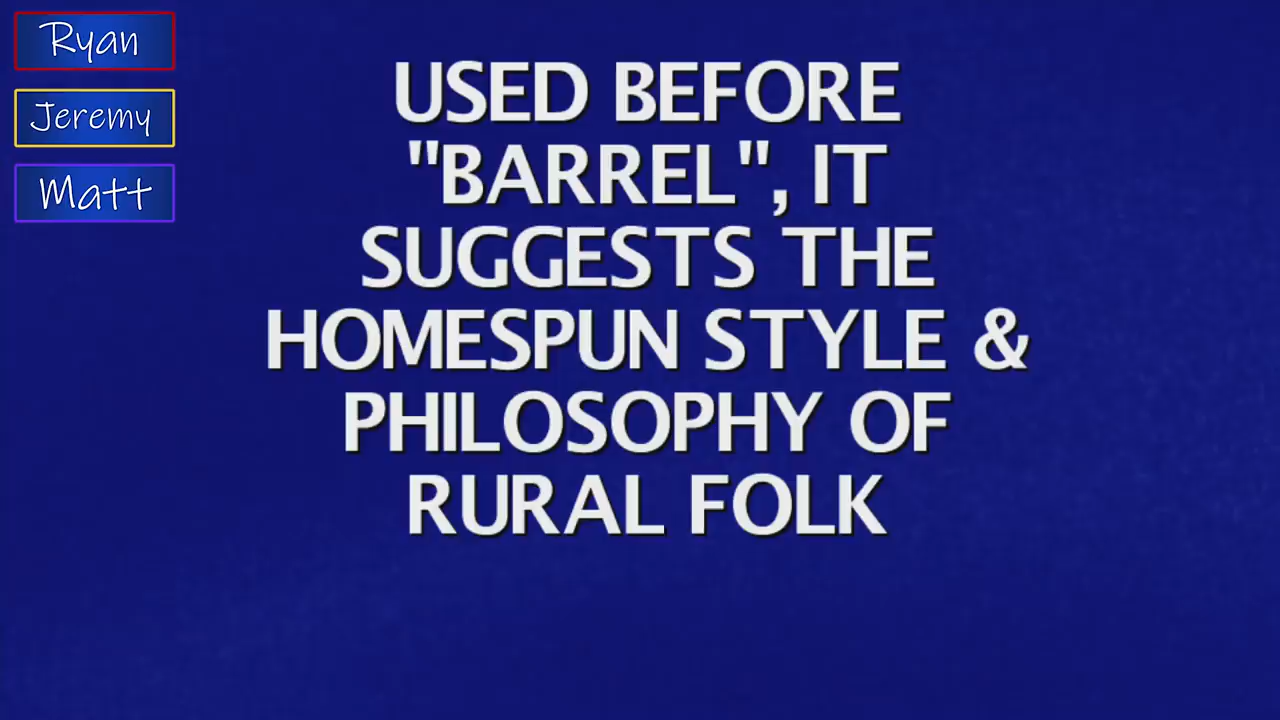 Ryan
Jeremy
Matt
USED BEFORE
"BARREL", IT
SUGGESTS THE
HOMESPUN STYLE &
PHILOSOPHY OF
RURAL FOLK